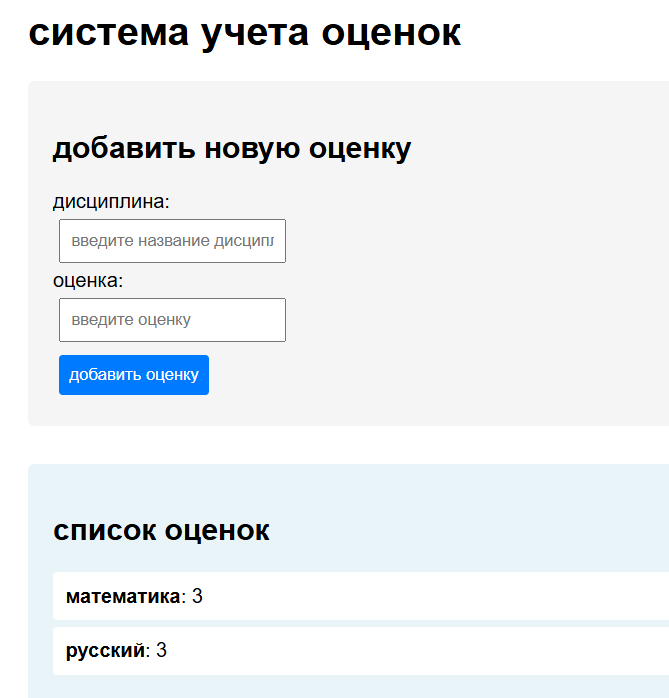 система учета оценок
добавить новую оценку
дисциплина:
введите название дисципл
оценка:
введите оценку
добавить оценку
список оценок
математика: 3
русский: 3